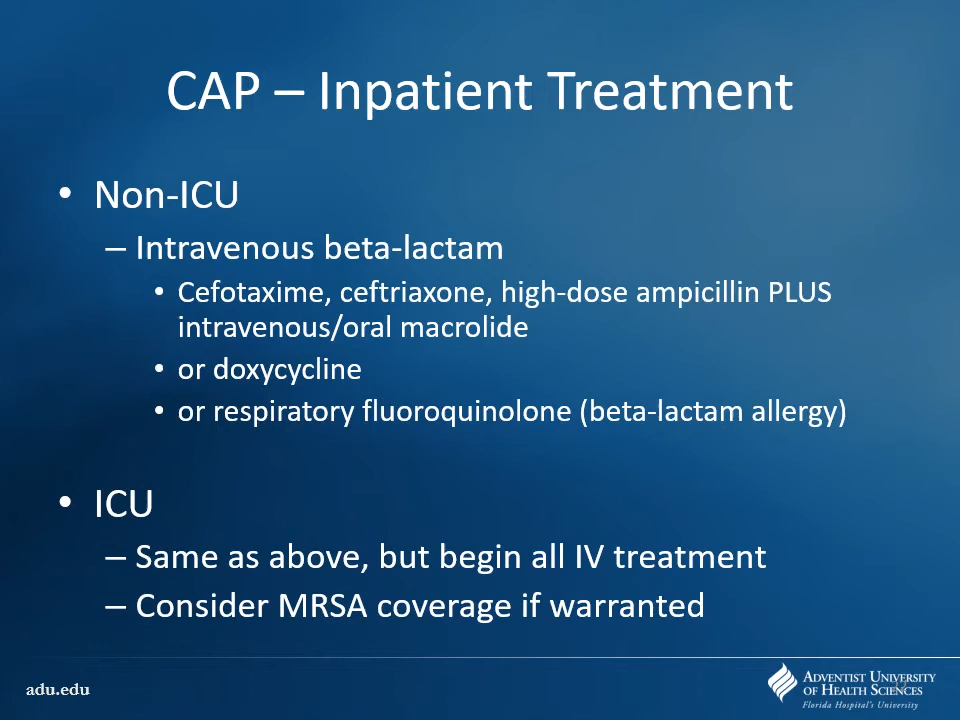 CAP – Inpatient Treatment
• Non-ICU
– Intravenous beta-lactam
• Cefotaxime, ceftriaxone, high-dose ampicillin PLUS
intravenous/oral macrolide
• or doxycycline
• or respiratory fluoroquinolone (beta-lactam allergy)
• ICU
– Same as above, but begin all IV treatment
– Consider MRSA coverage if warranted
adu.edu
ADVENTIST UNIVERSITY
OF HEALTH SCIENCES
Florida Hospital's University